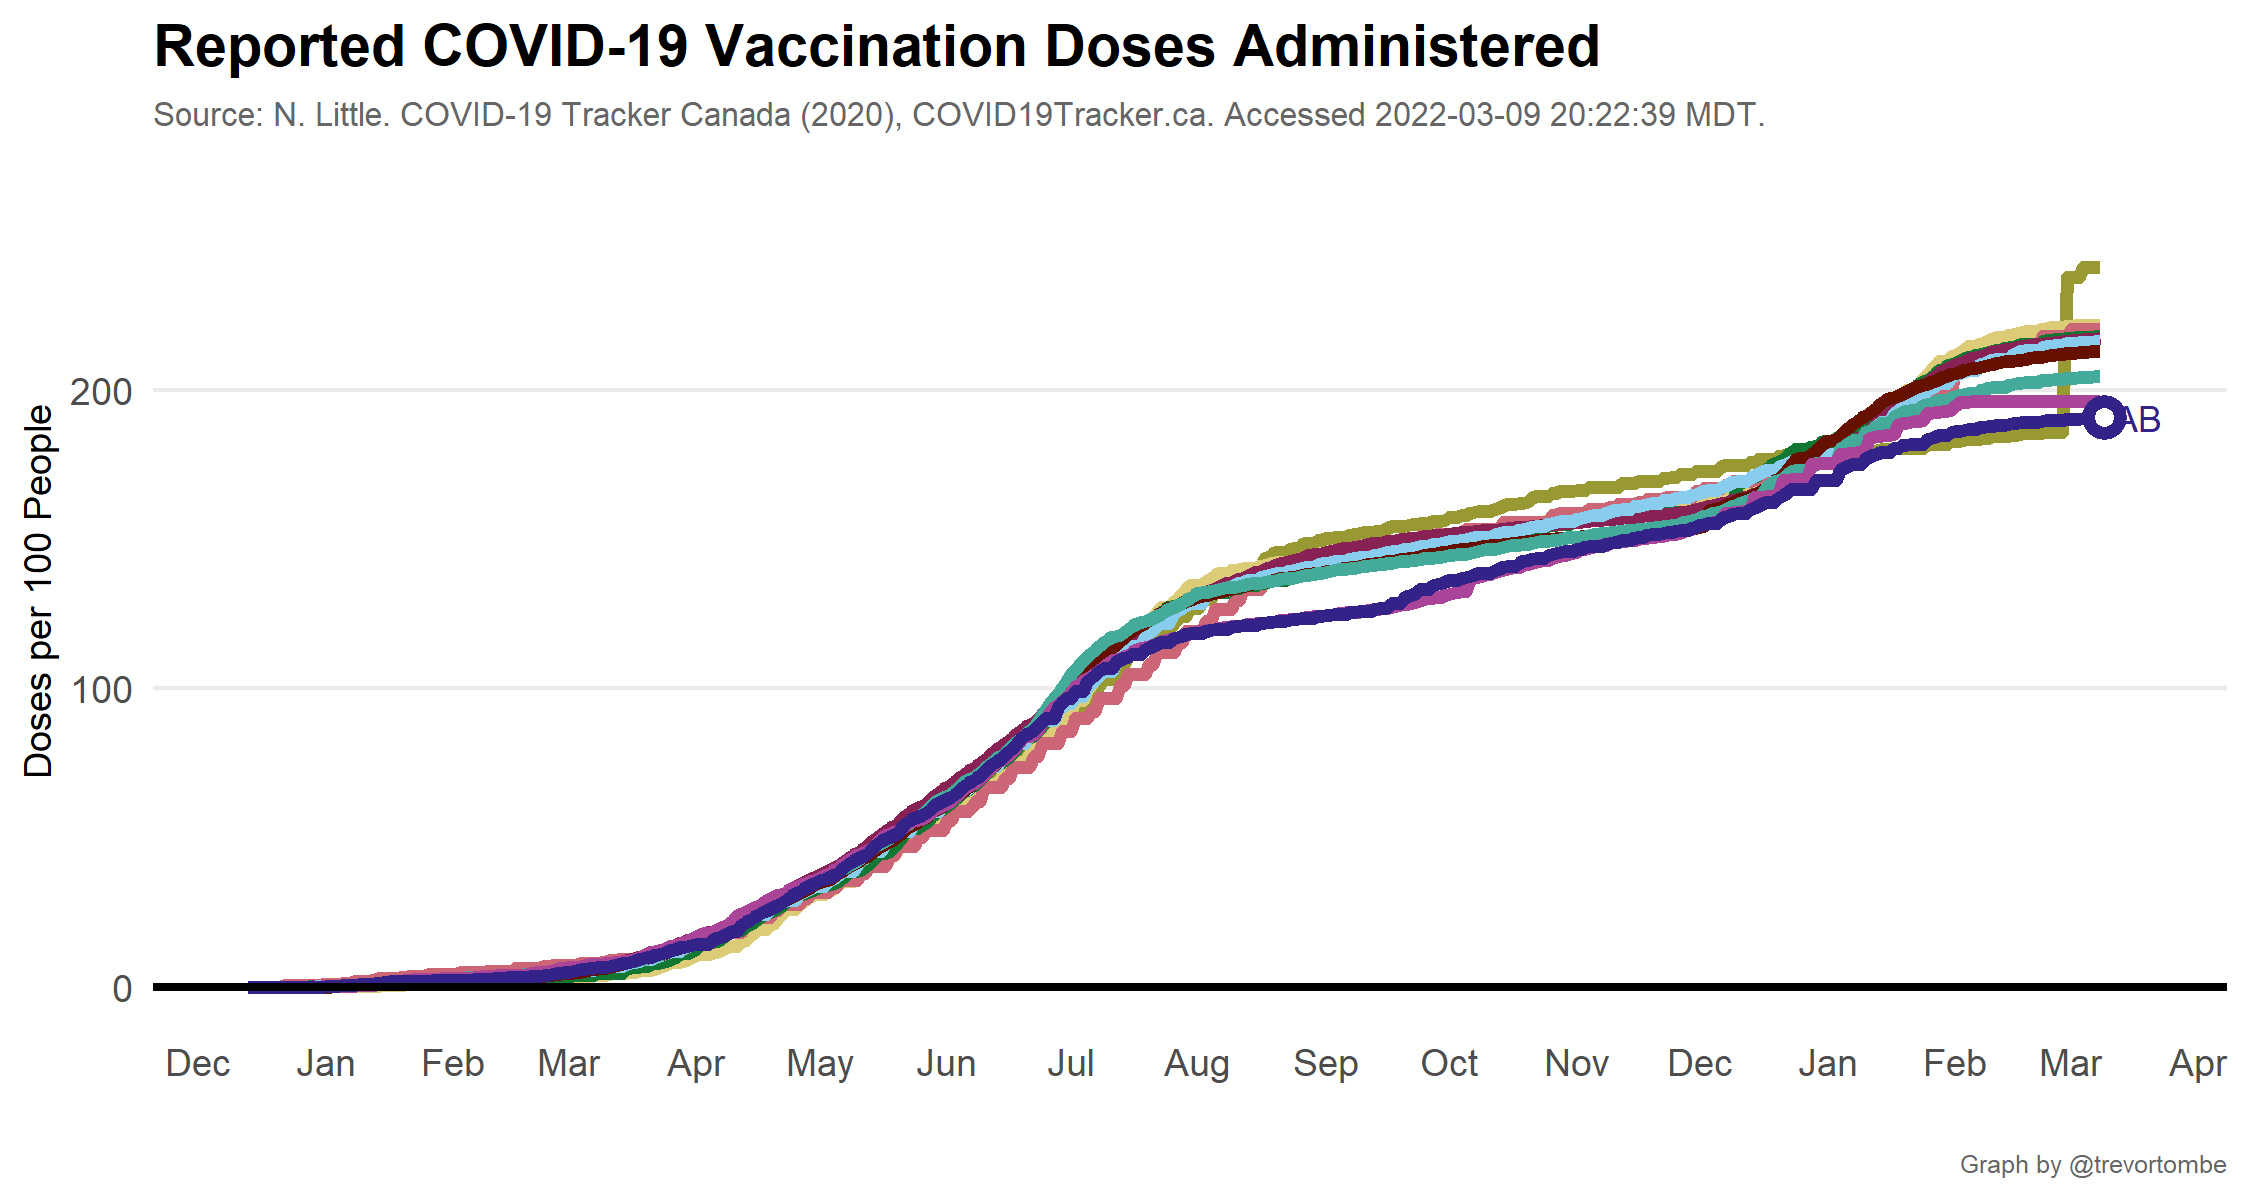 Reported COVID-19 Vaccination Doses Administered
Source: N. Little. COVID-19 Tracker Canada (2020), COVID19Tracker.ca. Accessed 2022-03-09 20:22:39 MDT.
Doses per 100 People
200
100
0
AB
Dec Jan Feb Mar Apr May Jun Jul Aug Sep Oct Nov Dec Jan Feb Mar Apr
Graph by @trevortombe